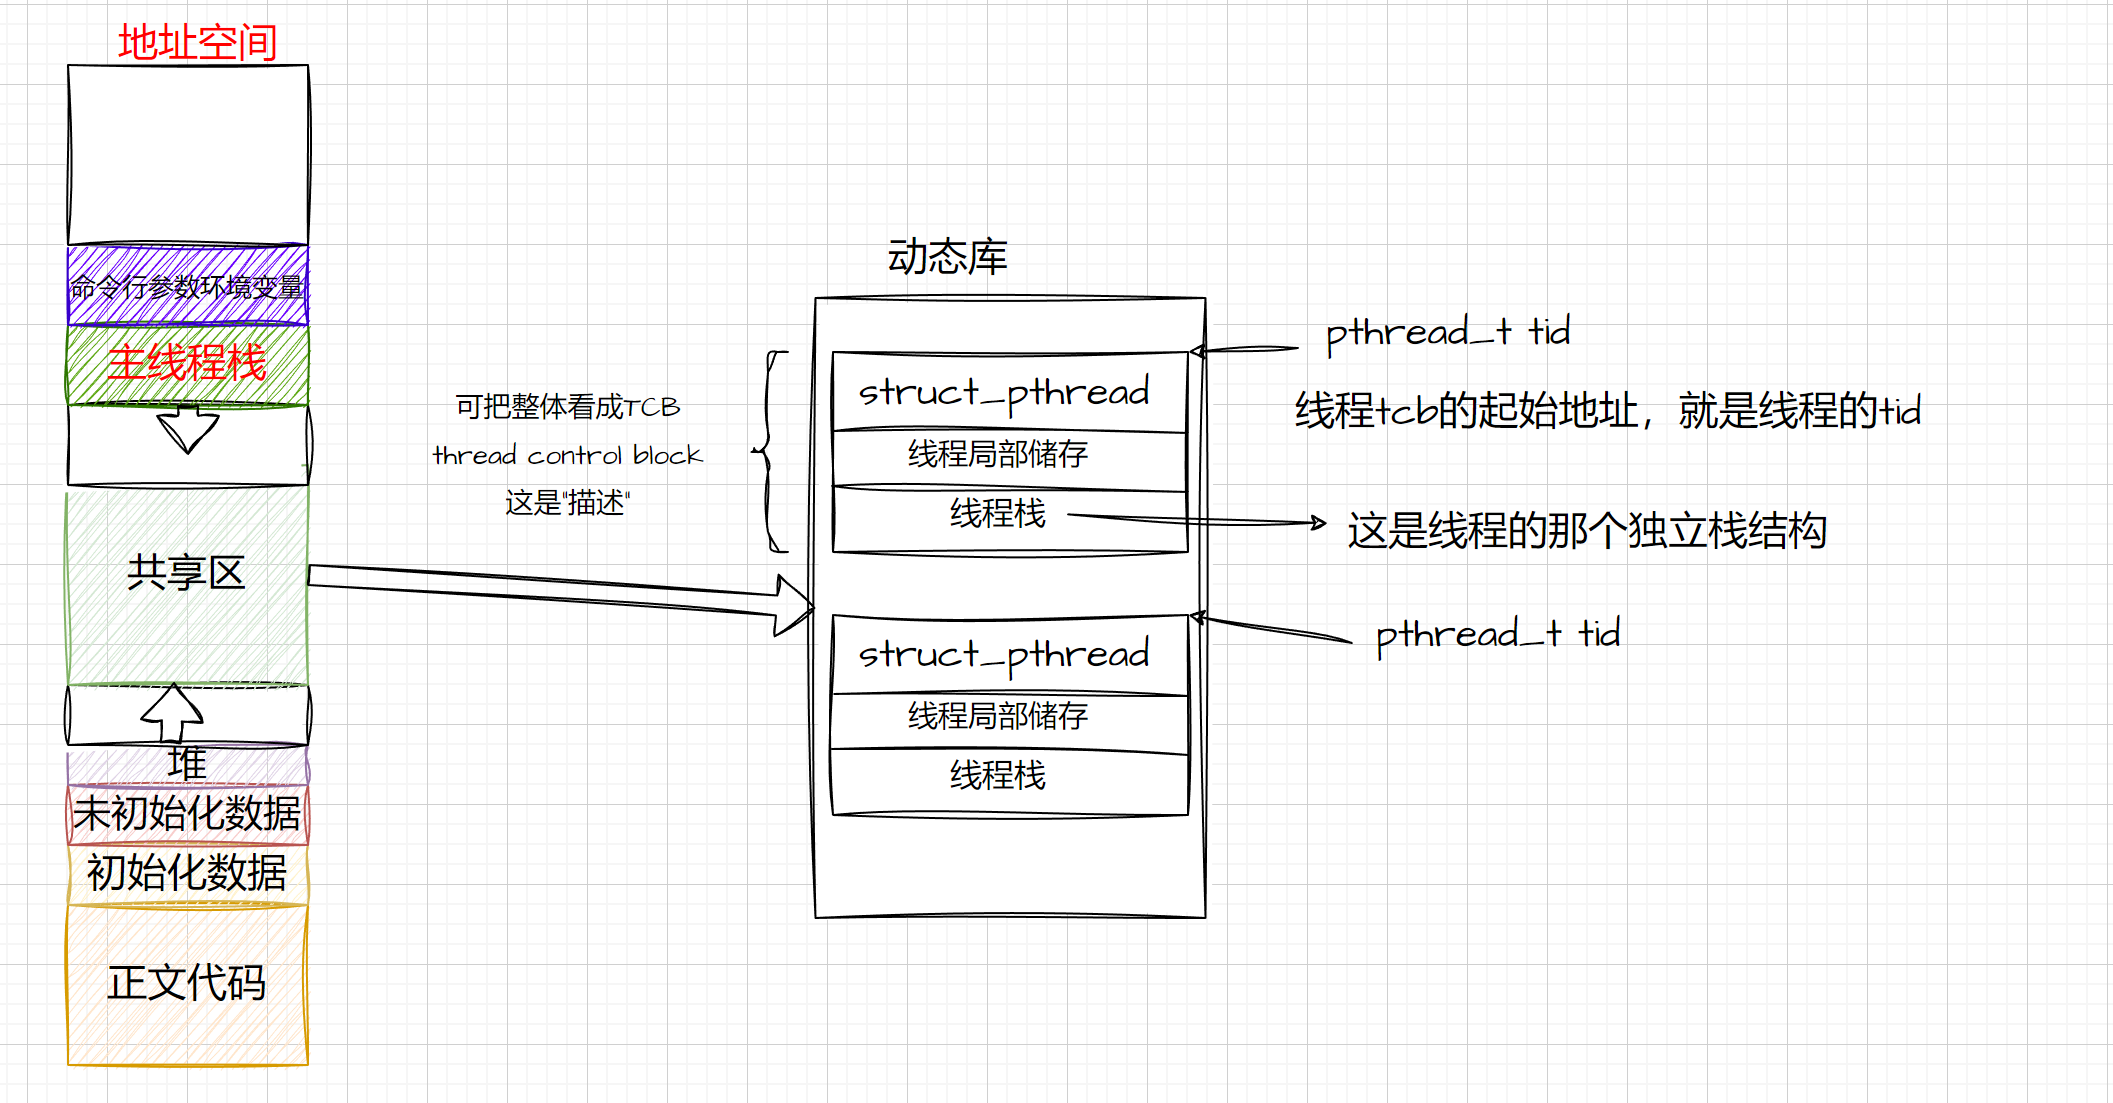 地址空间
命令行参数环境变量
主线程栈
共享区
堆
未初始化数据
初始化数据
正文代码
可把整体看成TCB
thread control block
这是"描述"
动态库
struct_pthread
线程局部储存
线程栈
struct_pthread
线程局部储存
线程栈
pthread_t tid
线程tcb的起始地址，就是线程的tid
这是线程的那个独立栈结构
pthread_t tid